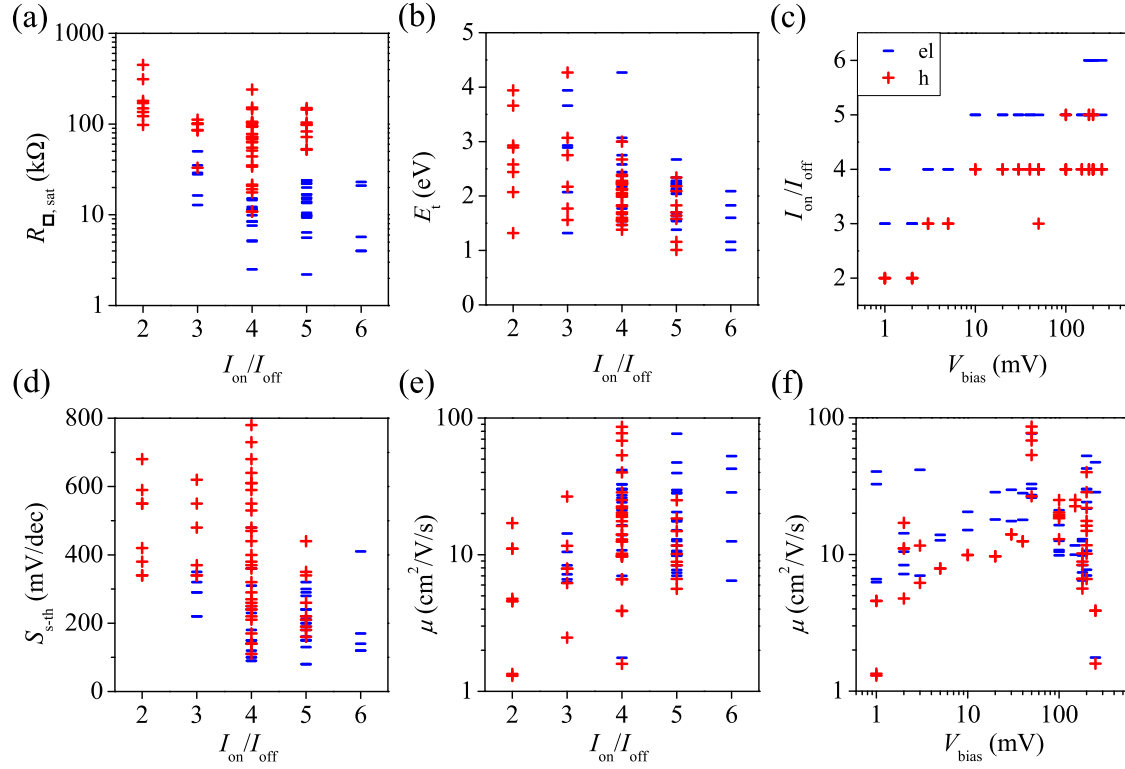 (a)
1000
100
10
1
R□, sat (kΩ)
2 3 4 5 6
Ion/Ioff
(b)
5
4
3
2
1
0
Et (eV)
2 3 4 5 6
Ion/Ioff
(c)
el
h
6
5
4
3
2
Ion/Ioff
1 10 100
Vbias (mV)
(d)
800
600
400
200
0
Ss-th (mV/dec)
2 3 4 5 6
Ion/Ioff
(e)
100
10
1
μ (cm²/V/s)
2 3 4 5 6
Ion/Ioff
(f)
100
10
1
μ (cm²/V/s)
1 10 100
Vbias (mV)